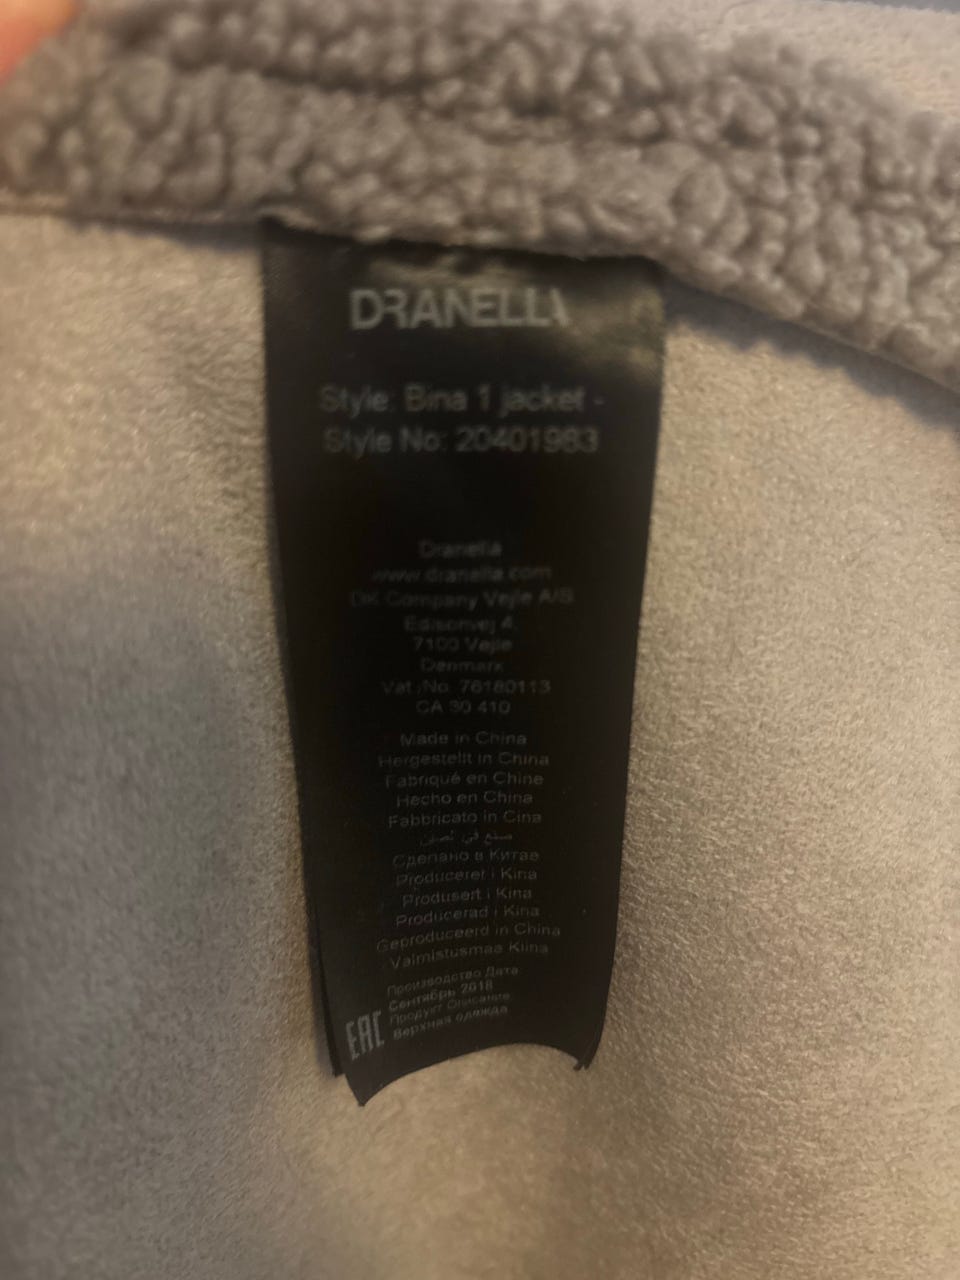 DRANELLA
Style: Bina 1 jacket -
Style No: 20401983
Dranella
www.dranella.com
DK Company Vejle A/S
Edisonvej 4.
7100 Vejle
Denmark
Vat. No. 76180113
CA 30 410
Made in China
Hergestellt in China
Fabriqué en Chine
Hecho en China
Fabbricato in Cina
صنع في
Сделано в Китае
Produceret i Kina
Produsert i Kina
Producerad i Kina
Geproduceerd in China
Valmistusmaa Kiina
Производство Дата
Сентябрь 2018
Продукт Описание
Верхная одежда
EAC